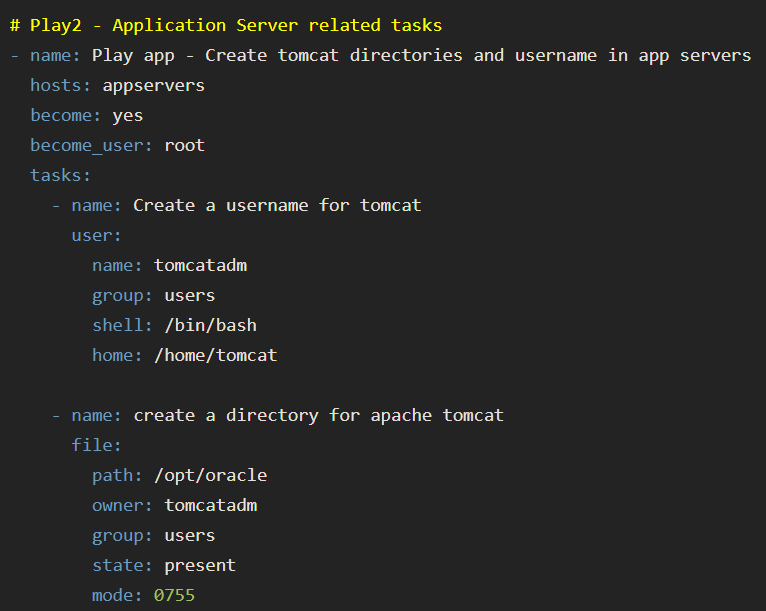 # Play2 - Application Server related tasks
- name: Play app - Create tomcat directories and username in app servers
  hosts: appservers
  become: yes
  become_user: root
  tasks:
    - name: Create a username for tomcat
      user:
        name: tomcatadm
        group: users
        shell: /bin/bash
        home: /home/tomcat

    - name: create a directory for apache tomcat
      file:
        path: /opt/oracle
        owner: tomcatadm
        group: users
        state: present
        mode: 0755